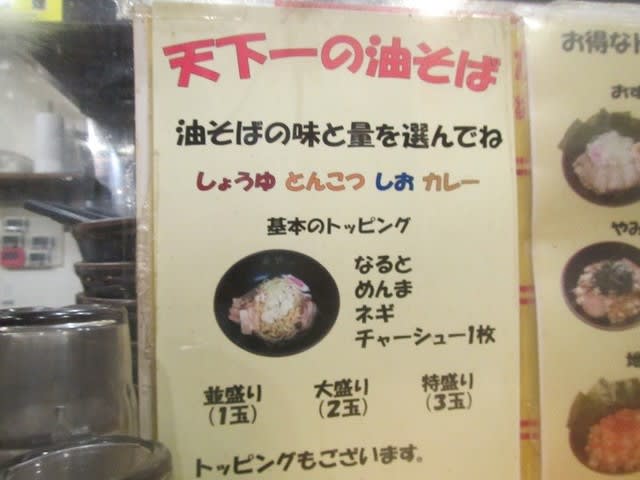 天下一の油そば
油そばの味と量を選んでね
しょうゆ とんこつ しお カレー
基本のトッピング
なると
めんま
ネギ
チャーシュー1枚
並盛り 大盛り 特盛り
(1玉) (2玉) (3玉)
トッピングもございます。
お得な
おす
やみ